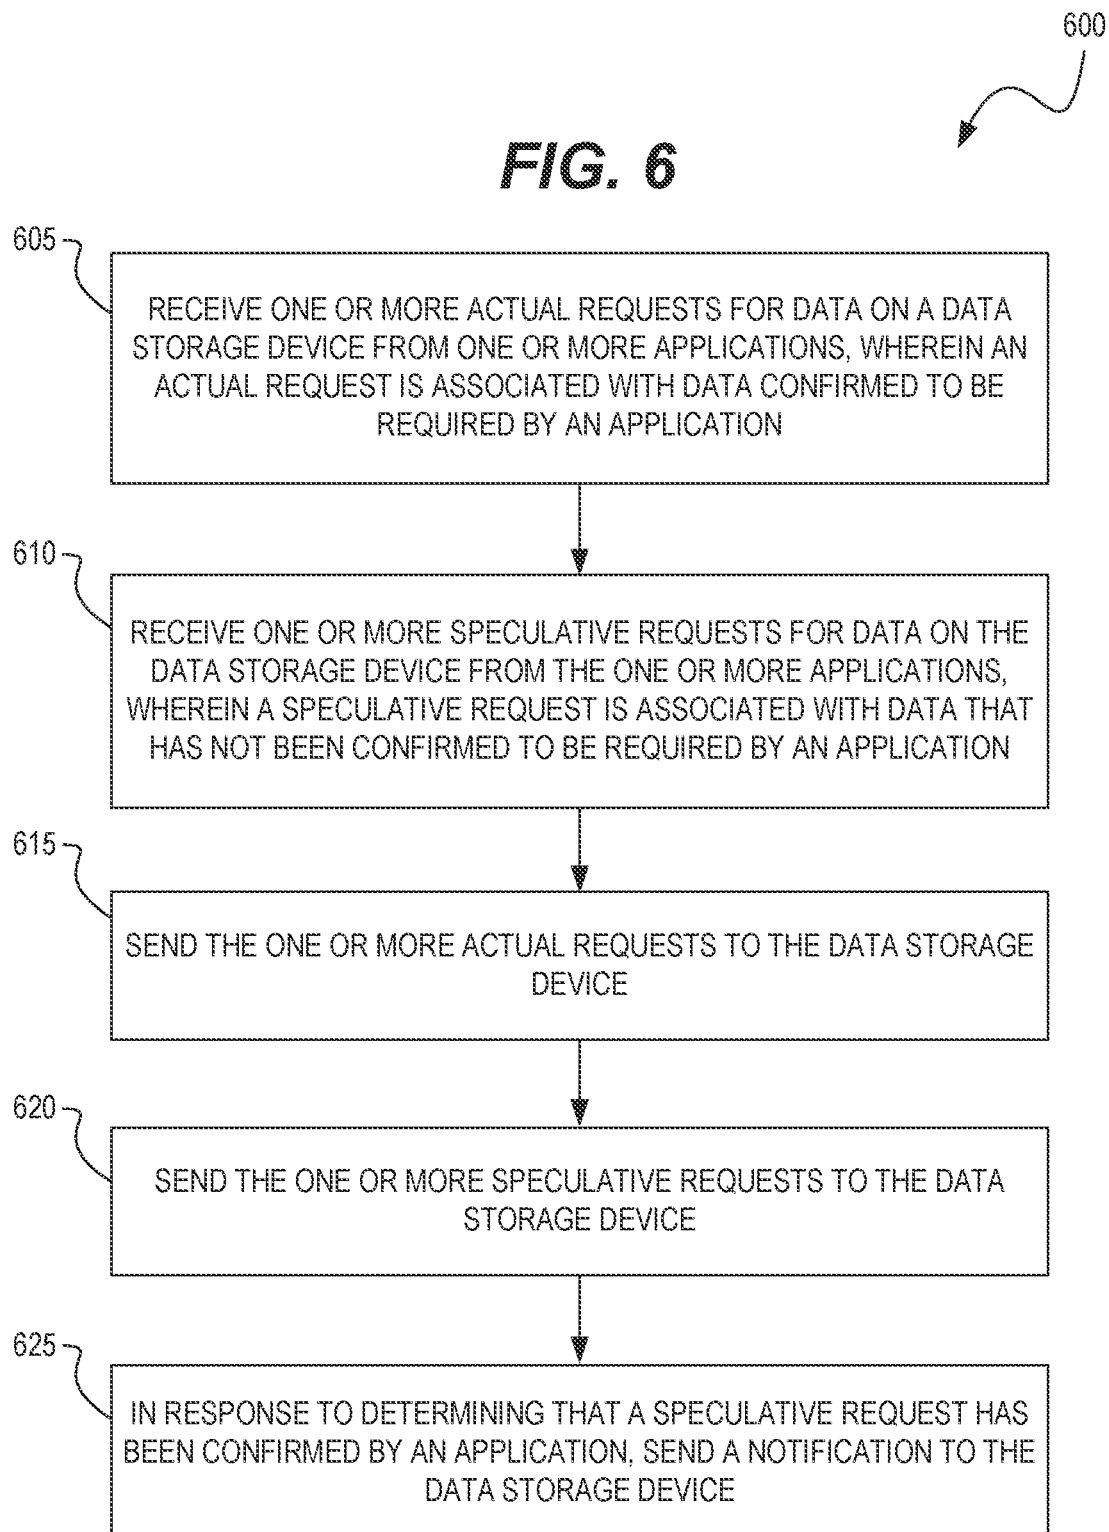 600
FIG. 6
605
RECEIVE ONE OR MORE ACTUAL REQUESTS FOR DATA ON A DATA
STORAGE DEVICE FROM ONE OR MORE APPLICATIONS, WHEREIN AN
ACTUAL REQUEST IS ASSOCIATED WITH DATA CONFIRMED TO BE
REQUIRED BY AN APPLICATION
610
RECEIVE ONE OR MORE SPECULATIVE REQUESTS FOR DATA ON THE
DATA STORAGE DEVICE FROM THE ONE OR MORE APPLICATIONS,
WHEREIN A SPECULATIVE REQUEST IS ASSOCIATED WITH DATA THAT
HAS NOT BEEN CONFIRMED TO BE REQUIRED BY AN APPLICATION
615
SEND THE ONE OR MORE ACTUAL REQUESTS TO THE DATA STORAGE
DEVICE
620
SEND THE ONE OR MORE SPECULATIVE REQUESTS TO THE DATA
STORAGE DEVICE
625
IN RESPONSE TO DETERMINING THAT A SPECULATIVE REQUEST HAS
BEEN CONFIRMED BY AN APPLICATION, SEND A NOTIFICATION TO THE
DATA STORAGE DEVICE